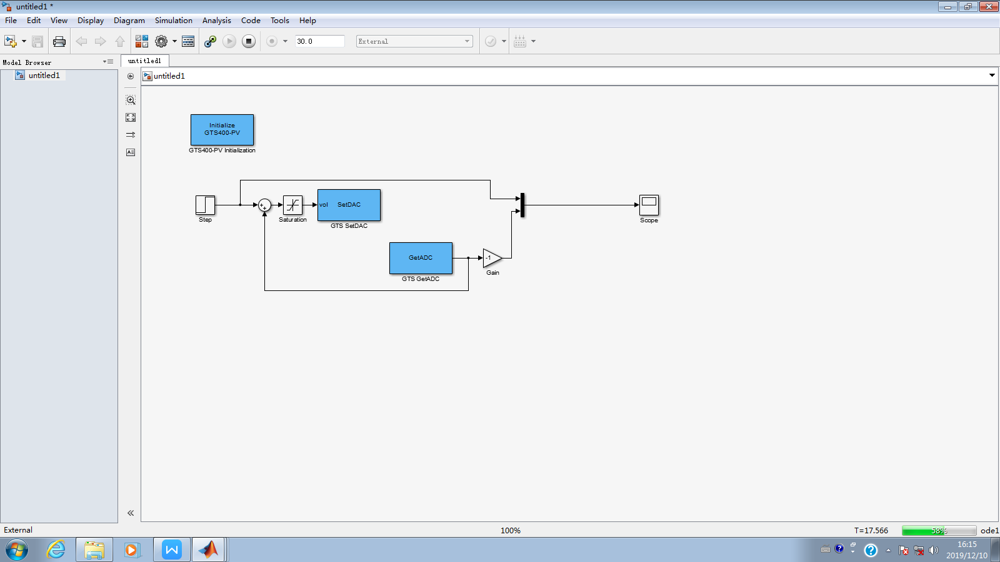 untitled1 *
File Edit View Display Diagram Simulation Analysis Code Tools Help
30.0
External
Model Browser
untitled1
untitled1
untitled1
Initialize
GTS400-PV
GTS400-PV Initialization
Step
Saturation
vol SetDAC
GTS SetDAC
Scope
GetADC
GTS GetADC
-1
Gain
External
100%
T=17.566
58%
ode1
16:15
2019/12/10